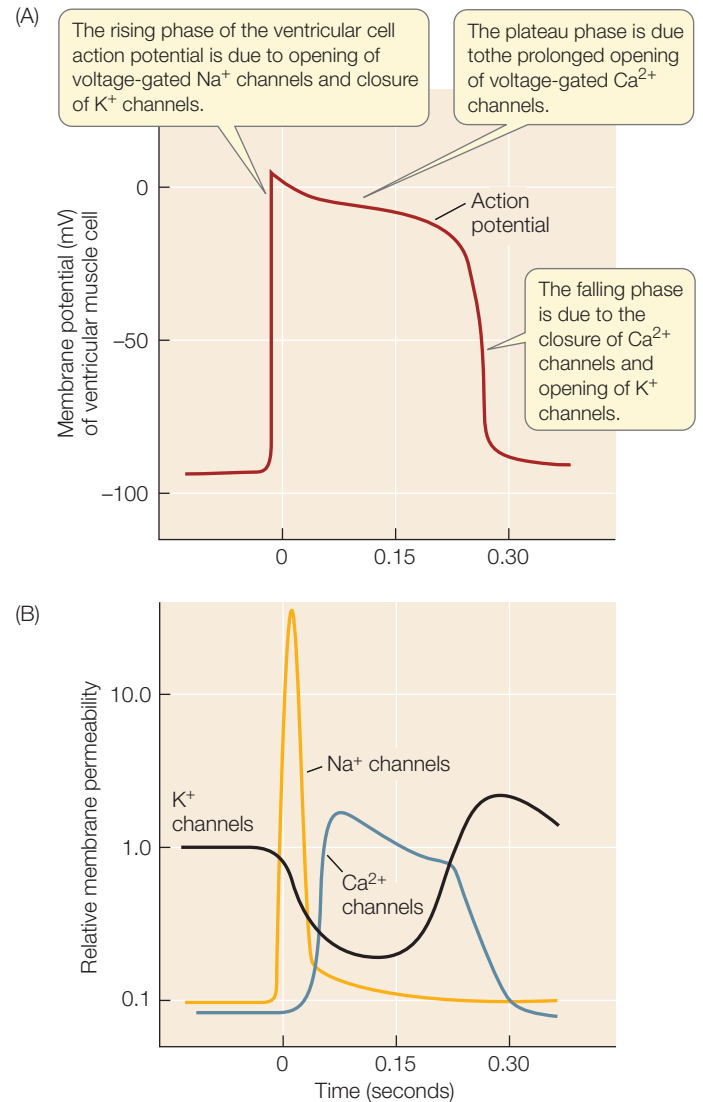 (A)
The rising phase of the ventricular cell
action potential is due to opening of
voltage-gated Na⁺ channels and closure
of K⁺ channels.
The plateau phase is due
tothe prolonged opening
of voltage-gated Ca²⁺
channels.
Membrane potential (mV)
of ventricular muscle cell
0
−50
−100
Action
potential
The falling phase
is due to the
closure of Ca²⁺
channels and
opening of K⁺
channels.
0
0.15
0.30
(B)
Relative membrane permeability
10.0
1.0
0.1
Na⁺ channels
K⁺
channels
Ca²⁺
channels
0
0.15
0.30
Time (seconds)